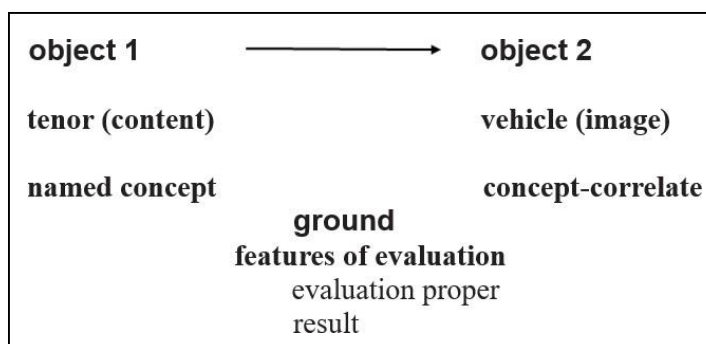 object 1 object 2
tenor (content) vehicle (image)
named concept concept-correlate
ground
features of evaluation
evaluation proper
result